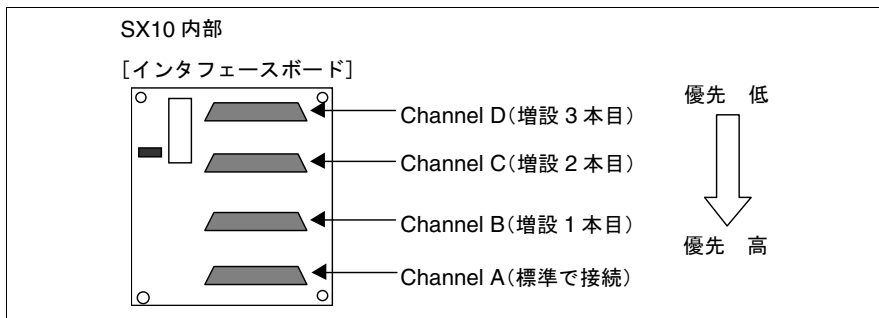 SX10 内部
［インタフェースボード］
Channel D（増設 3 本目）
Channel C（増設 2 本目）
Channel B（増設 1 本目）
Channel A（標準で接続）
優先　低
優先　高